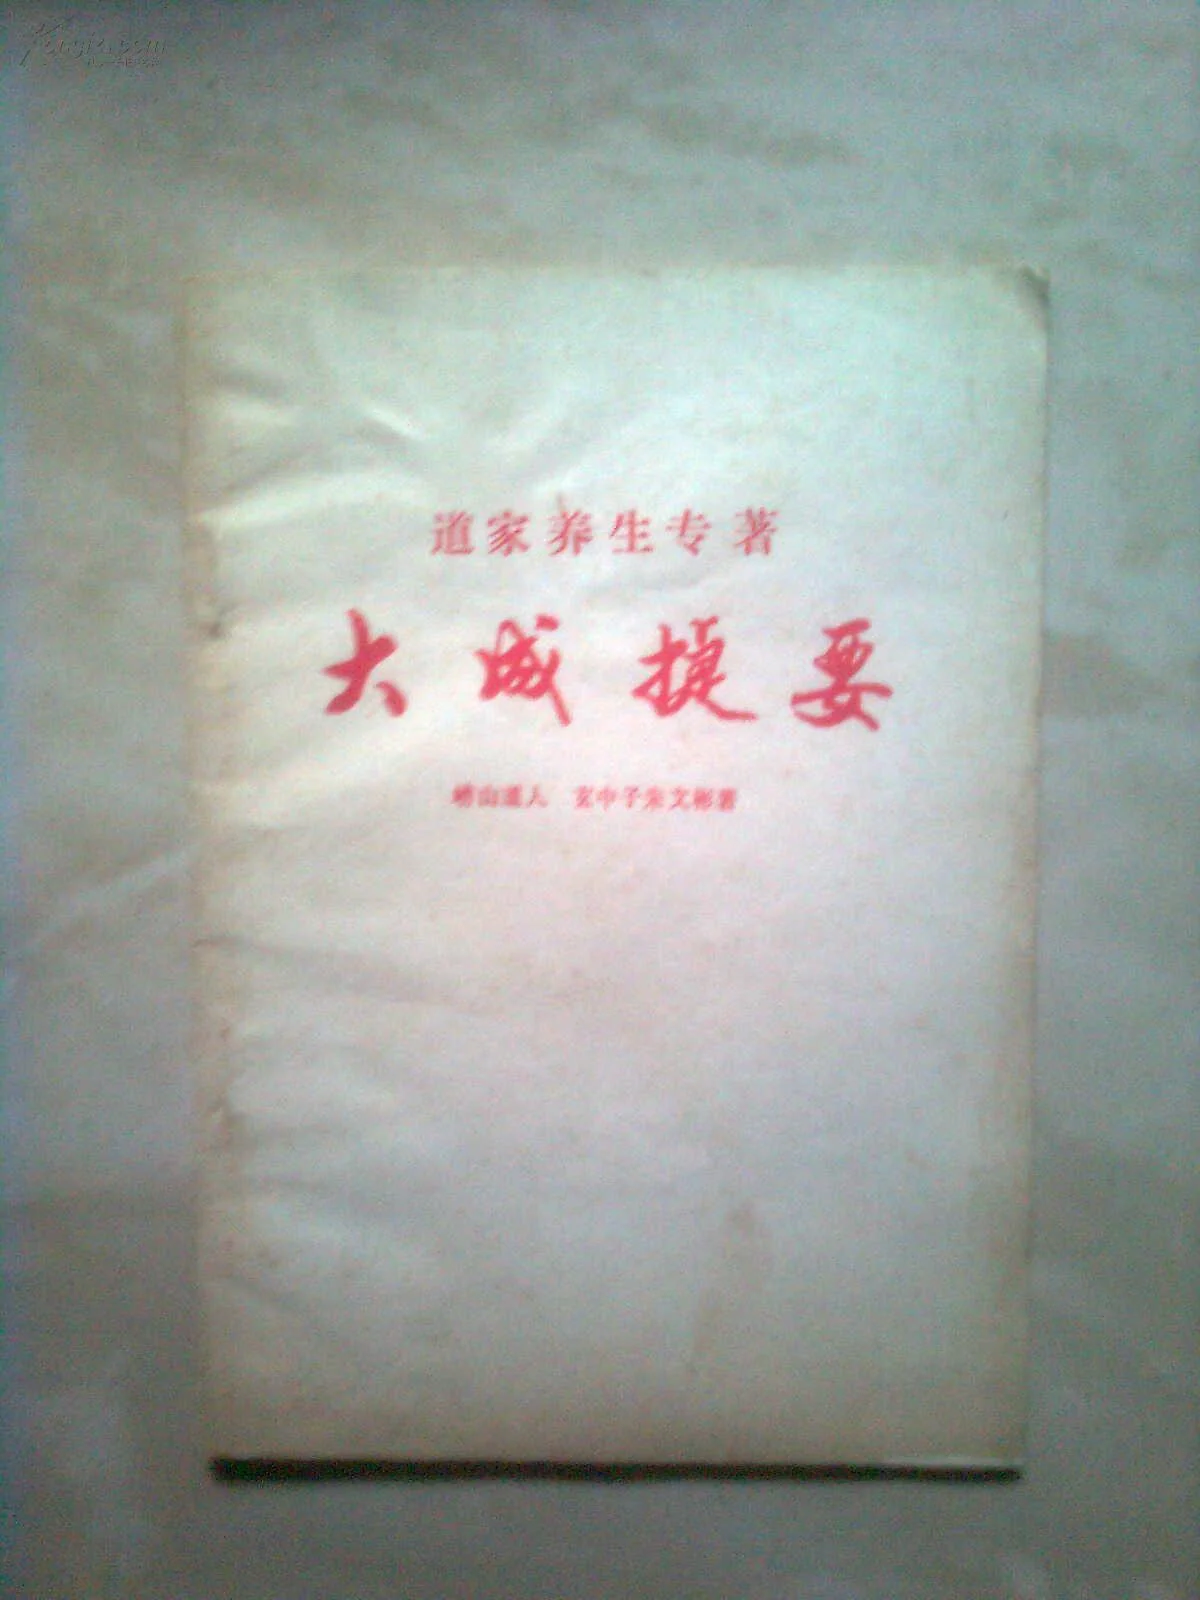 道家养生专著
大成捷要
崂山道人 玄中子朱文彬著